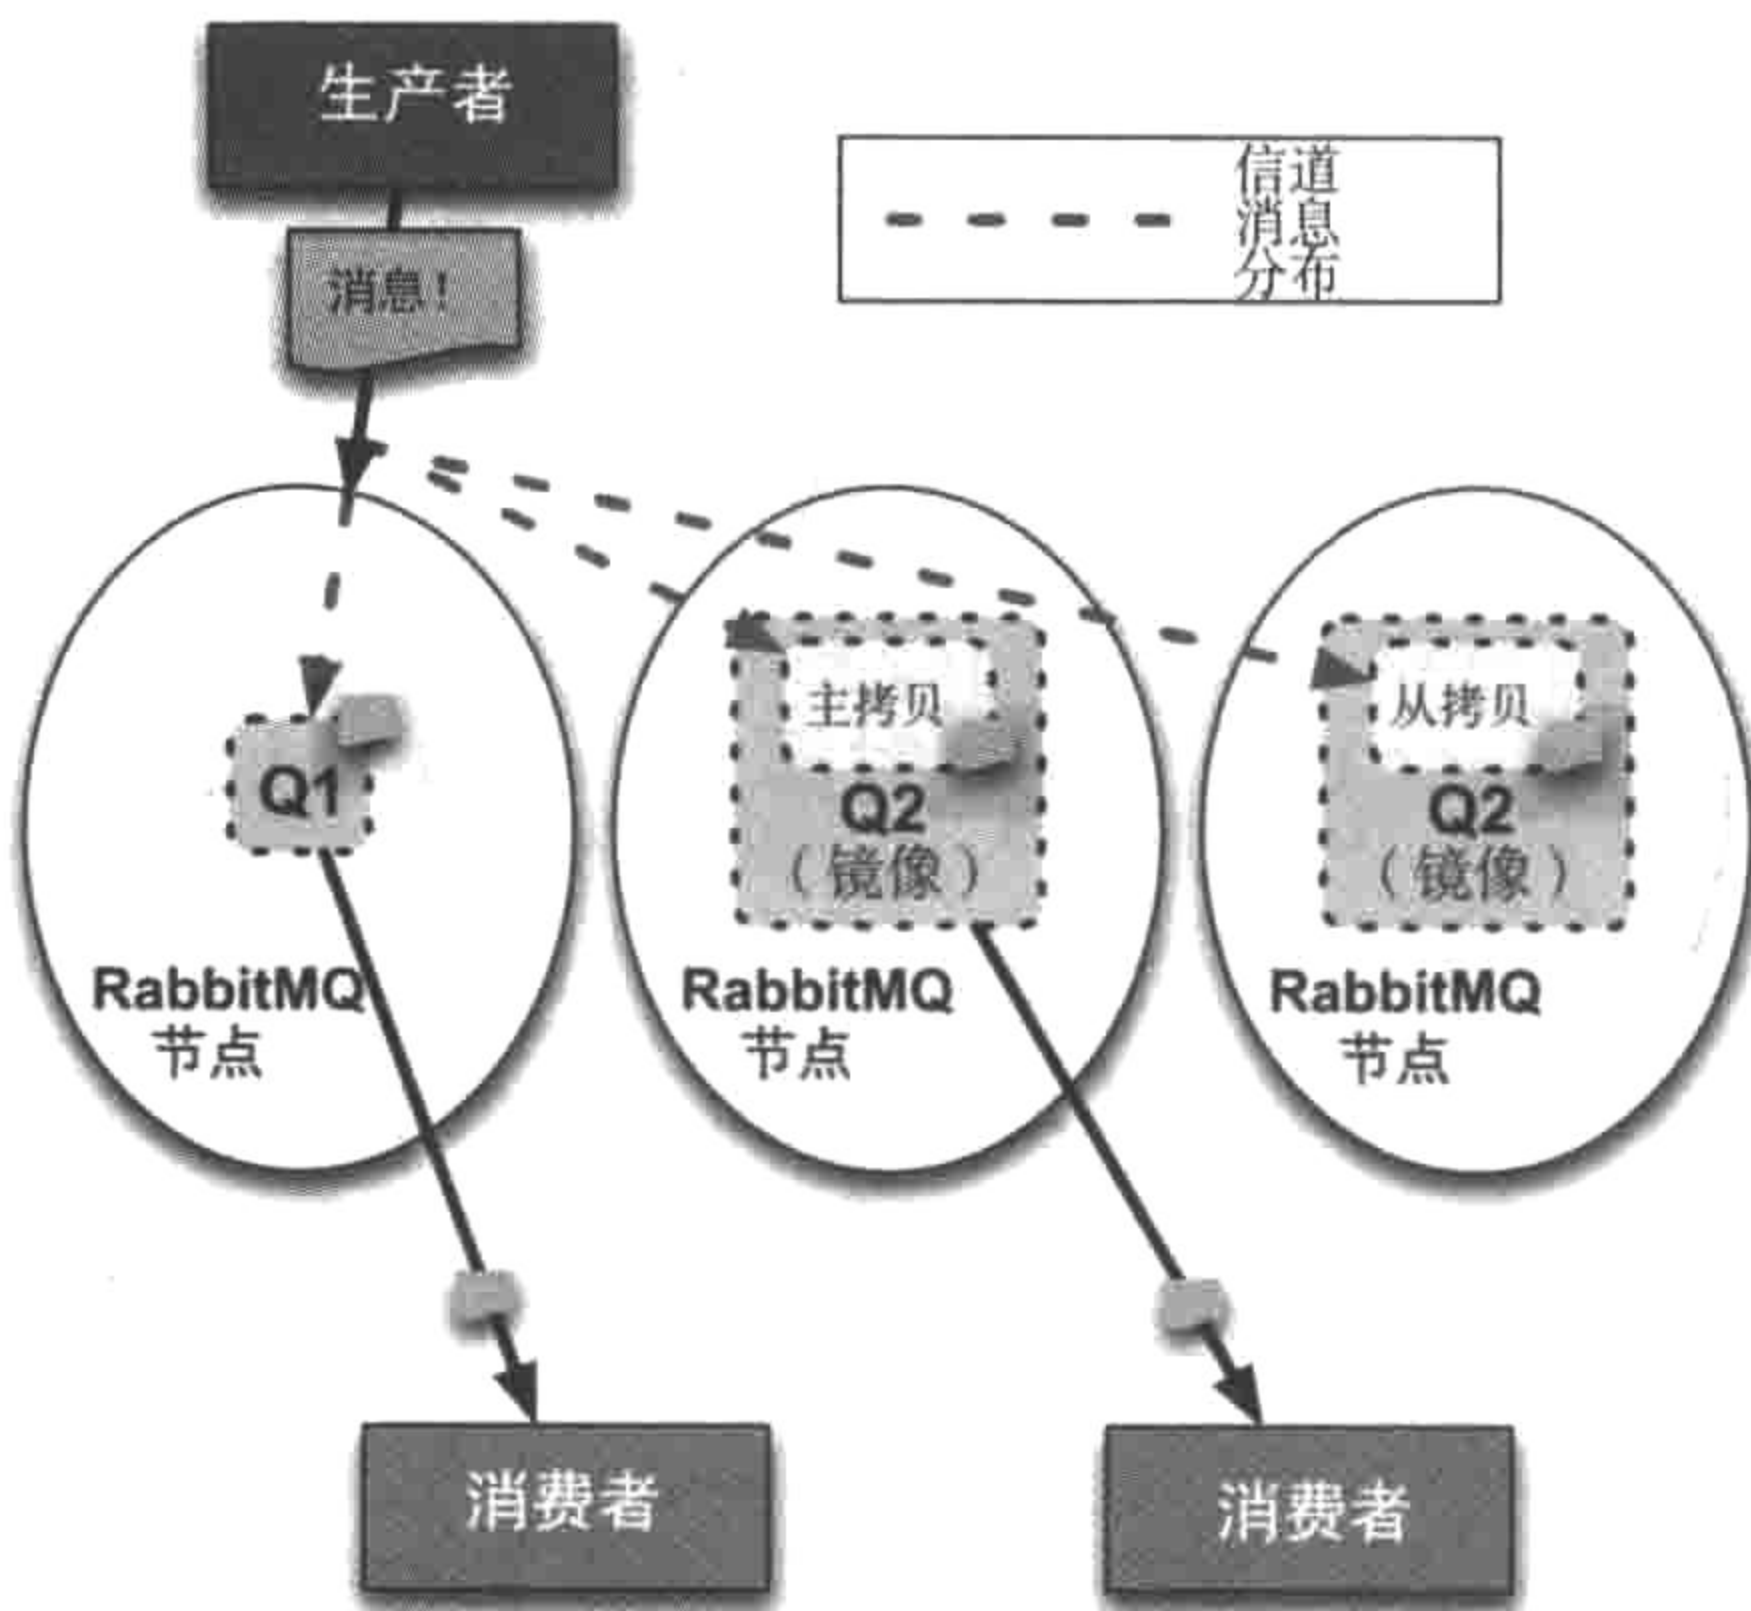 生产者
消息!
信道
消息
分布
主拷贝
从拷贝
Q1
Q2
(镜像)
Q2
(镜像)
RabbitMQ
节点
RabbitMQ
节点
RabbitMQ
节点
消费者
消费者